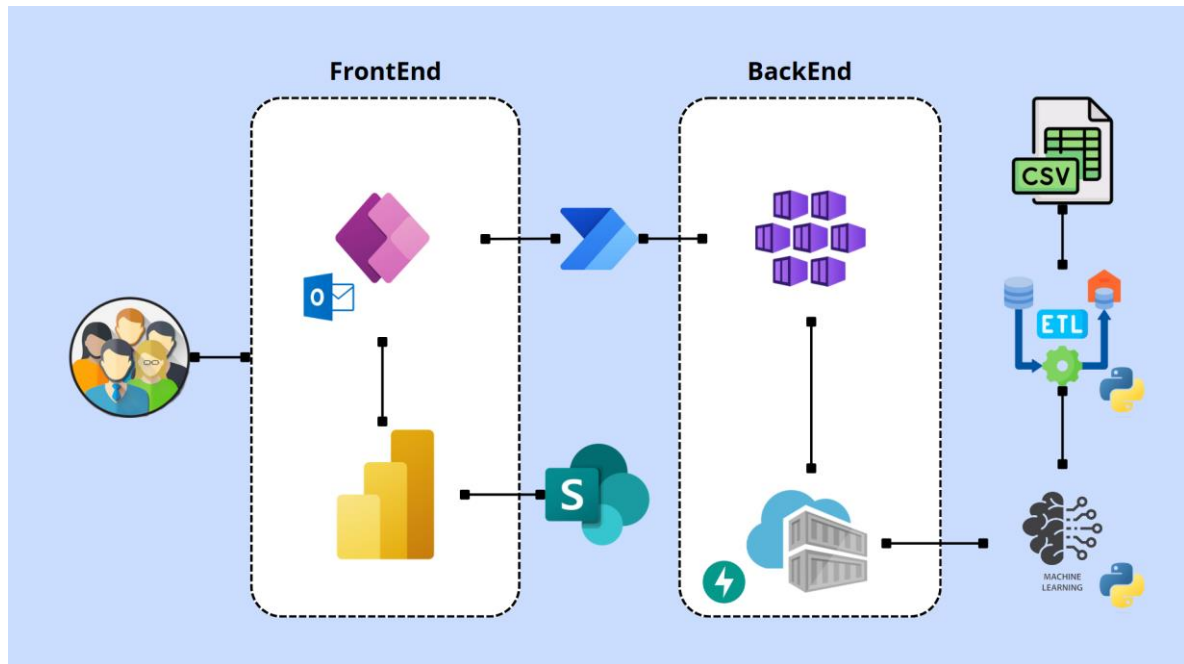 FrontEnd
BackEnd
CSV
O
ETL
S
MACHINE
LEARNING